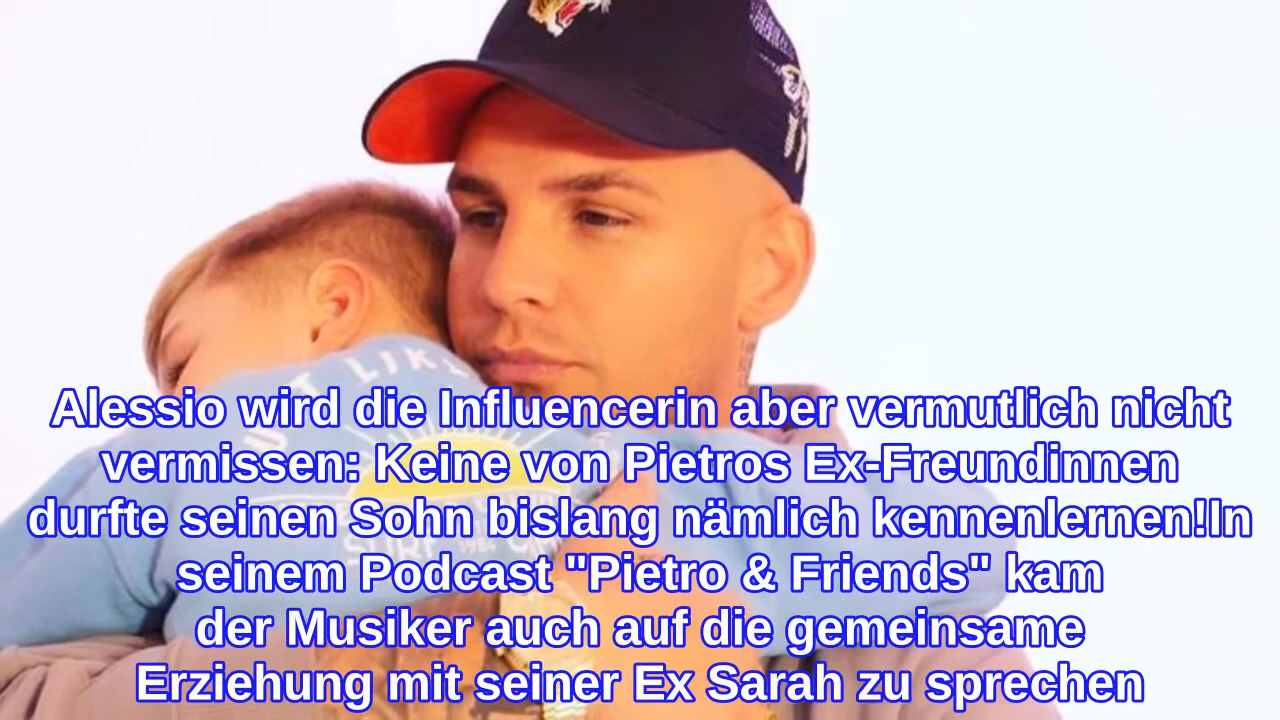 Alessio wird die Influencerin aber vermutlich nicht
vermissen: Keine von Pietros Ex-Freundinnen
durfte seinen Sohn bislang nämlich kennenlernen!In
seinem Podcast "Pietro & Friends" kam
der Musiker auch auf die gemeinsame
Erziehung mit seiner Ex Sarah zu sprechen